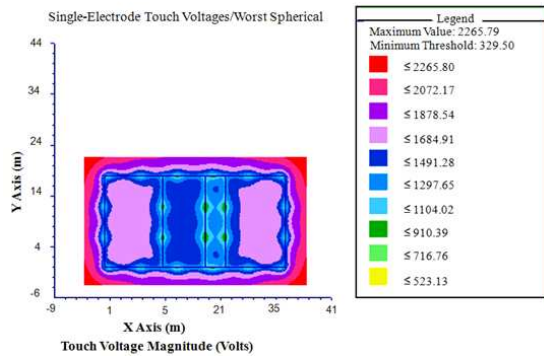 Single-Electrode Touch Voltages/Worst Spherical
Legend
Maximum Value: 2265.79
Minimum Threshold: 329.50
≤ 2265.80
≤ 2072.17
≤ 1878.54
≤ 1684.91
≤ 1491.28
≤ 1297.65
≤ 1104.02
≤ 910.39
≤ 716.76
≤ 523.13
Y Axis (m)
44
34
24
14
4
-6
-9 1 5 22 35 41
X Axis (m)
Touch Voltage Magnitude (Volts)